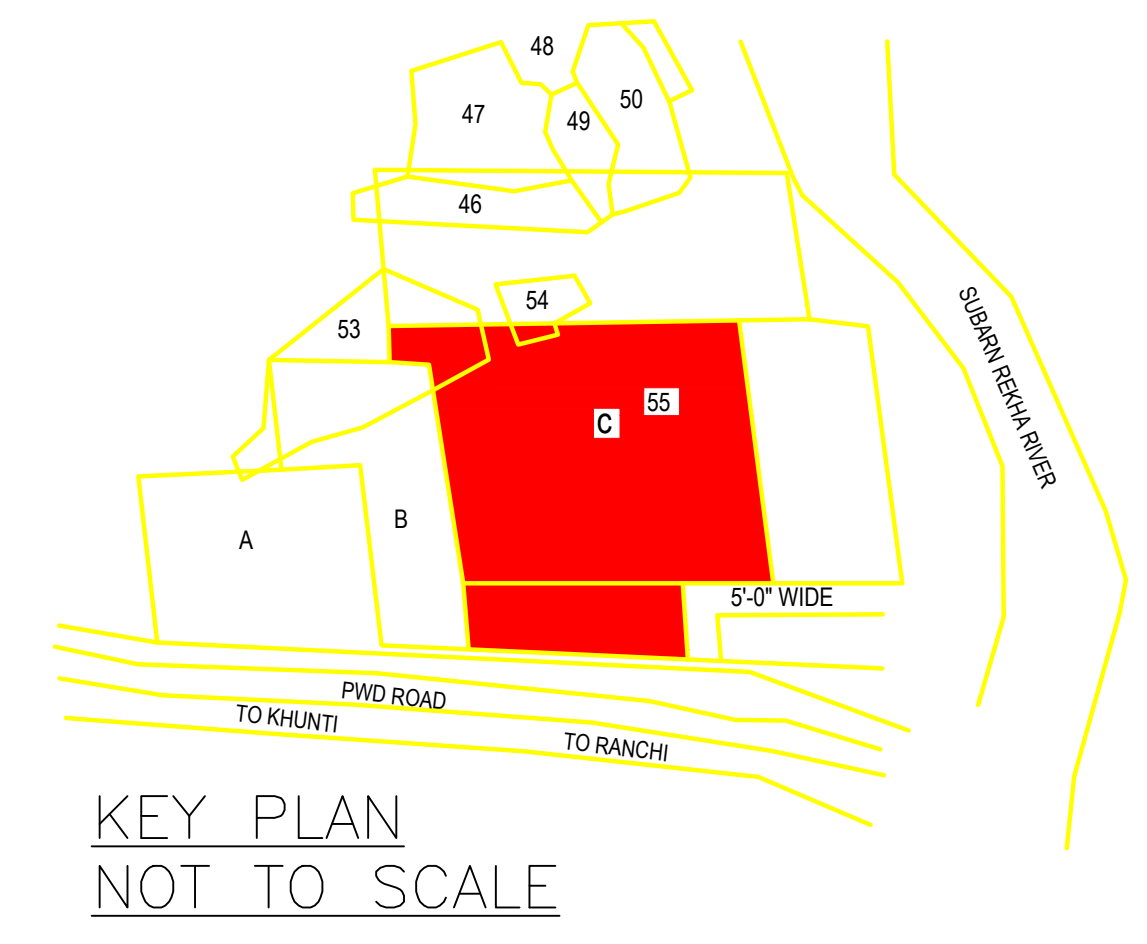 48
47
49
50
46
54
53
55
C
B
A
SUBARN REKHA RIVER
5'-0" WIDE
PWD ROAD
TO KHUNTI
TO RANCHI
KEY PLAN
NOT TO SCALE